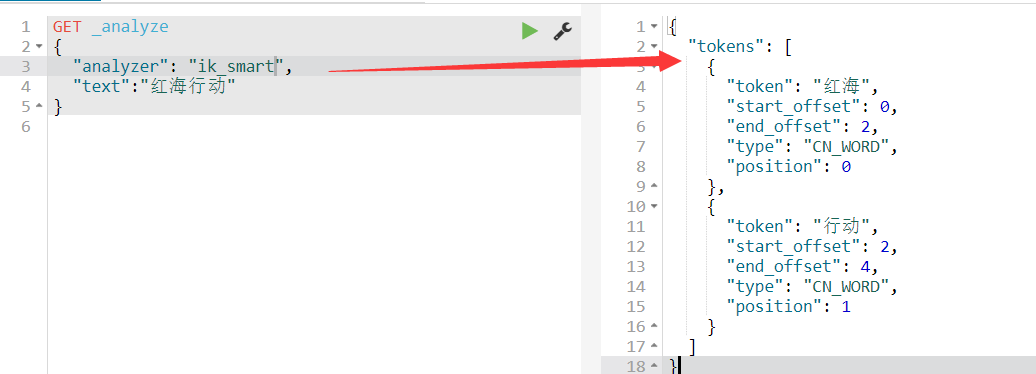 1 GET _analyze
2 {
3 "analyzer": "ik_smart",
4 "text":"红海行动"
5 }
6
1 {
2 "tokens": [
3 {
4 "token": "红海",
5 "start_offset": 0,
6 "end_offset": 2,
7 "type": "CN_WORD",
8 "position": 0
9 },
10 {
11 "token": "行动",
12 "start_offset": 2,
13 "end_offset": 4,
14 "type": "CN_WORD",
15 "position": 1
16 }
17 ]
18 }